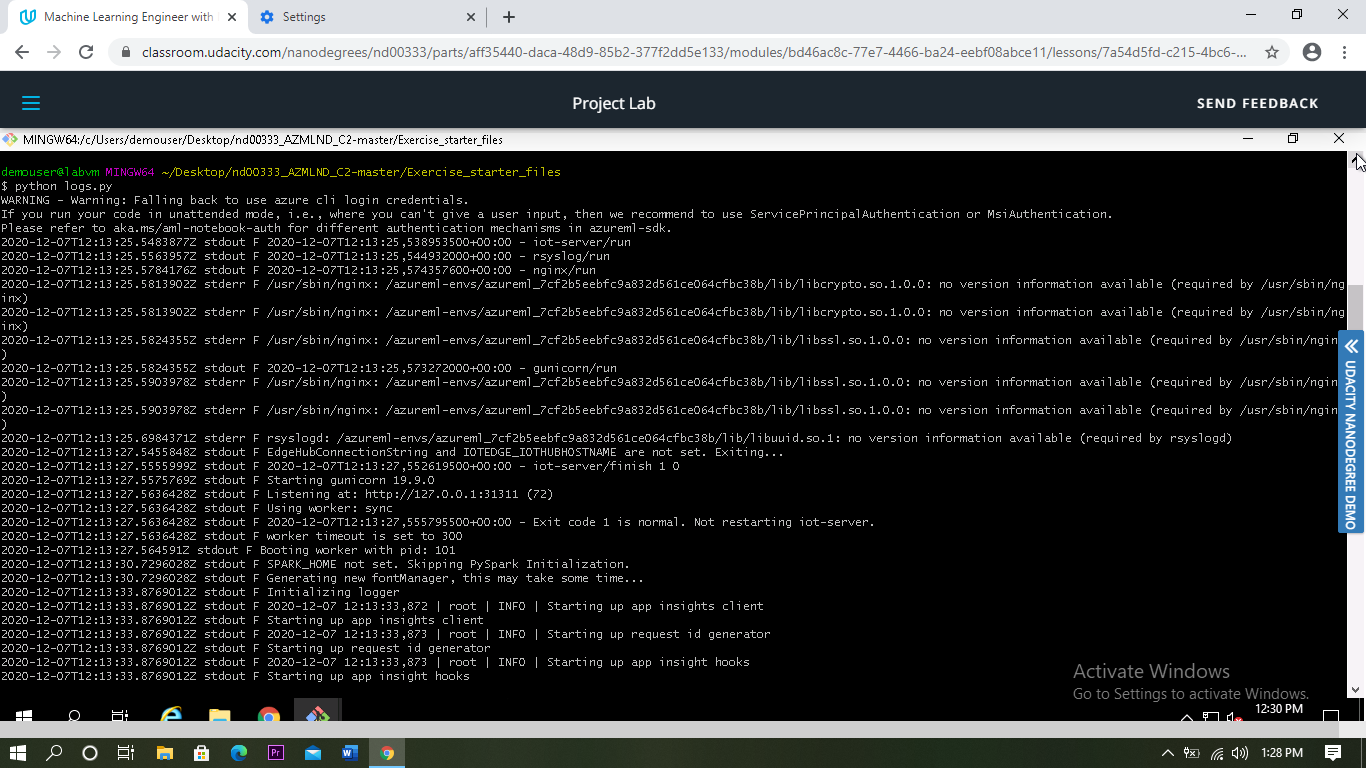 Machine Learning Engineer with
Settings
classroom.udacity.com/nanodegrees/nd00333/parts/aff35440-daca-48d9-85b2-377f2dd5e133/modules/bd46ac8c-77e7-4466-ba24-eebf08abce11/lessons/7a54d5fd-c215-4bc6-...
Project Lab
SEND FEEDBACK
MINGW64:/c/Users/demouser/Desktop/nd00333_AZMLND_C2-master/Exercise_starter_files
demouser@labvm MINGW64 ~/Desktop/nd00333_AZMLND_C2-master/Exercise_starter_files
$ python logs.py
WARNING - Warning: Falling back to use azure cli login credentials.
If you run your code in unattended mode, i.e., where you can't give a user input, then we recommend to use ServicePrincipalAuthentication or MsiAuthentication.
Please refer to aka.ms/aml-notebook-auth for different authentication mechanisms in azureml-sdk.
2020-12-07T12:13:25.5483877Z stdout F 2020-12-07T12:13:25,538953500+00:00 - iot-server/run
2020-12-07T12:13:25.5563957Z stdout F 2020-12-07T12:13:25,544932000+00:00 - rsyslog/run
2020-12-07T12:13:25.5784176Z stdout F 2020-12-07T12:13:25,574357600+00:00 - nginx/run
2020-12-07T12:13:25.5813902Z stderr F /usr/sbin/nginx: /azureml-envs/azureml_7cf2b5eebfc9a832d561ce064cfbc38b/lib/libcrypto.so.1.0.0: no version information available (required by /usr/sbin/ng
inx)
2020-12-07T12:13:25.5813902Z stderr F /usr/sbin/nginx: /azureml-envs/azureml_7cf2b5eebfc9a832d561ce064cfbc38b/lib/libcrypto.so.1.0.0: no version information available (required by /usr/sbin/ng
inx)
2020-12-07T12:13:25.5824355Z stderr F /usr/sbin/nginx: /azureml-envs/azureml_7cf2b5eebfc9a832d561ce064cfbc38b/lib/libssl.so.1.0.0: no version information available (required by /usr/sbin/nginx
)
2020-12-07T12:13:25.5824355Z stdout F 2020-12-07T12:13:25,573272000+00:00 - gunicorn/run
2020-12-07T12:13:25.5903978Z stderr F /usr/sbin/nginx: /azureml-envs/azureml_7cf2b5eebfc9a832d561ce064cfbc38b/lib/libssl.so.1.0.0: no version information available (required by /usr/sbin/nginx
)
2020-12-07T12:13:25.5903978Z stderr F /usr/sbin/nginx: /azureml-envs/azureml_7cf2b5eebfc9a832d561ce064cfbc38b/lib/libssl.so.1.0.0: no version information available (required by /usr/sbin/nginx
)
2020-12-07T12:13:25.6984371Z stderr F rsyslogd: /azureml-envs/azureml_7cf2b5eebfc9a832d561ce064cfbc38b/lib/libuuid.so.1: no version information available (required by rsyslogd)
2020-12-07T12:13:27.5455848Z stdout F EdgeHubConnectionString and IOTEDGE_IOTHUBHOSTNAME are not set. Exiting...
2020-12-07T12:13:27.5555999Z stdout F 2020-12-07T12:13:27,552619500+00:00 - iot-server/finish 1 0
2020-12-07T12:13:27.5575769Z stdout F Starting gunicorn 19.9.0
2020-12-07T12:13:27.5636428Z stdout F Listening at: http://127.0.0.1:31311 (72)
2020-12-07T12:13:27.5636428Z stdout F Using worker: sync
2020-12-07T12:13:27.5636428Z stdout F 2020-12-07T12:13:27,555795500+00:00 - Exit code 1 is normal. Not restarting iot-server.
2020-12-07T12:13:27.5636428Z stdout F worker timeout is set to 300
2020-12-07T12:13:27.564591Z stdout F Booting worker with pid: 101
2020-12-07T12:13:30.7296028Z stdout F SPARK_HOME not set. Skipping PySpark Initialization.
2020-12-07T12:13:30.7296028Z stdout F Generating new fontManager, this may take some time...
2020-12-07T12:13:33.8769012Z stdout F Initializing logger
2020-12-07T12:13:33.8769012Z stdout F 2020-12-07 12:13:33,872 | root | INFO | Starting up app insights client
2020-12-07T12:13:33.8769012Z stdout F Starting up app insights client
2020-12-07T12:13:33.8769012Z stdout F 2020-12-07 12:13:33,873 | root | INFO | Starting up request id generator
2020-12-07T12:13:33.8769012Z stdout F Starting up request id generator
2020-12-07T12:13:33.8769012Z stdout F 2020-12-07 12:13:33,873 | root | INFO | Starting up app insight hooks
2020-12-07T12:13:33.8769012Z stdout F Starting up app insight hooks
UDACITY NANODEGREE DEMO
Activate Windows
Go to Settings to activate Windows.
12:30 PM
1:28 PM